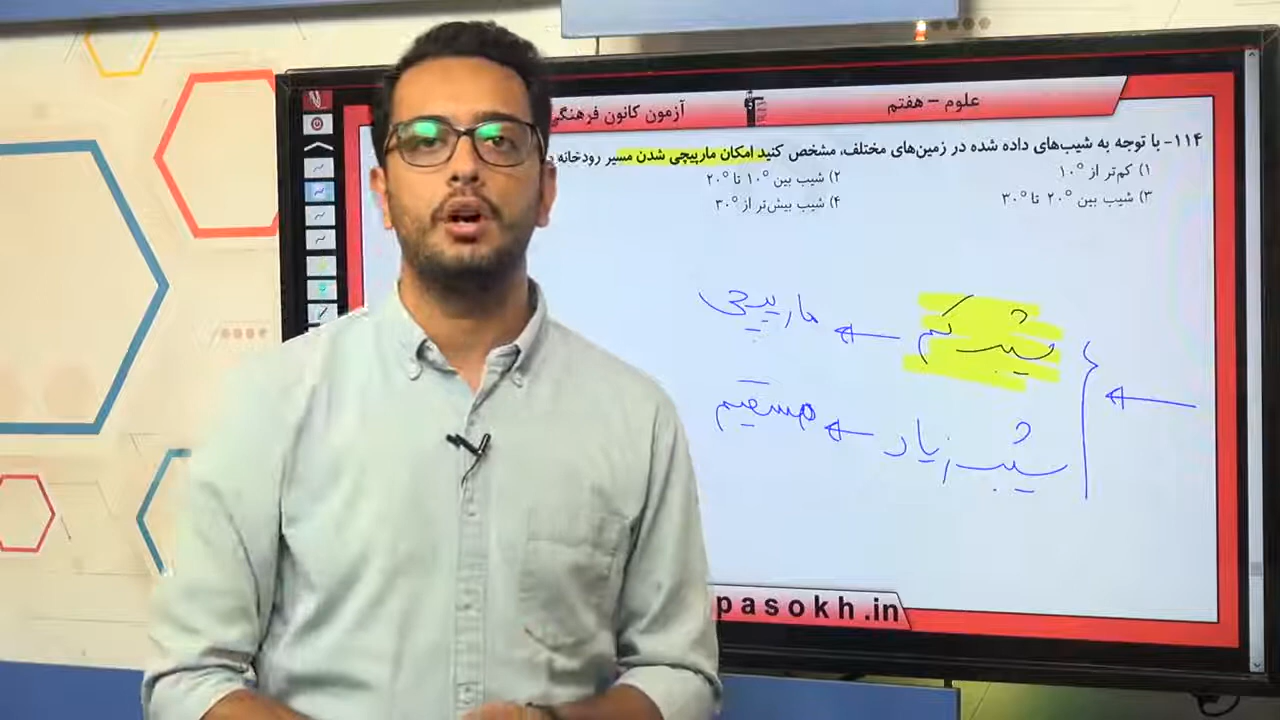 علوم – هفتم
آزمون کانون فرهنگی
۱۱۴- با توجه به شیب‌های داده شده در زمین‌های مختلف، مشخص کنید امکان مارپیچی شدن مسیر رودخانه
۱) کم‌تر از °۱۰
۲) شیب بین °۱۰ تا °۲۰
۳) شیب بین °۲۰ تا °۳۰
۴) شیب بیش‌تر از °۳۰
شیب کم ← مارپیچی
شیب زیاد ← مستقیم
pasokh.in